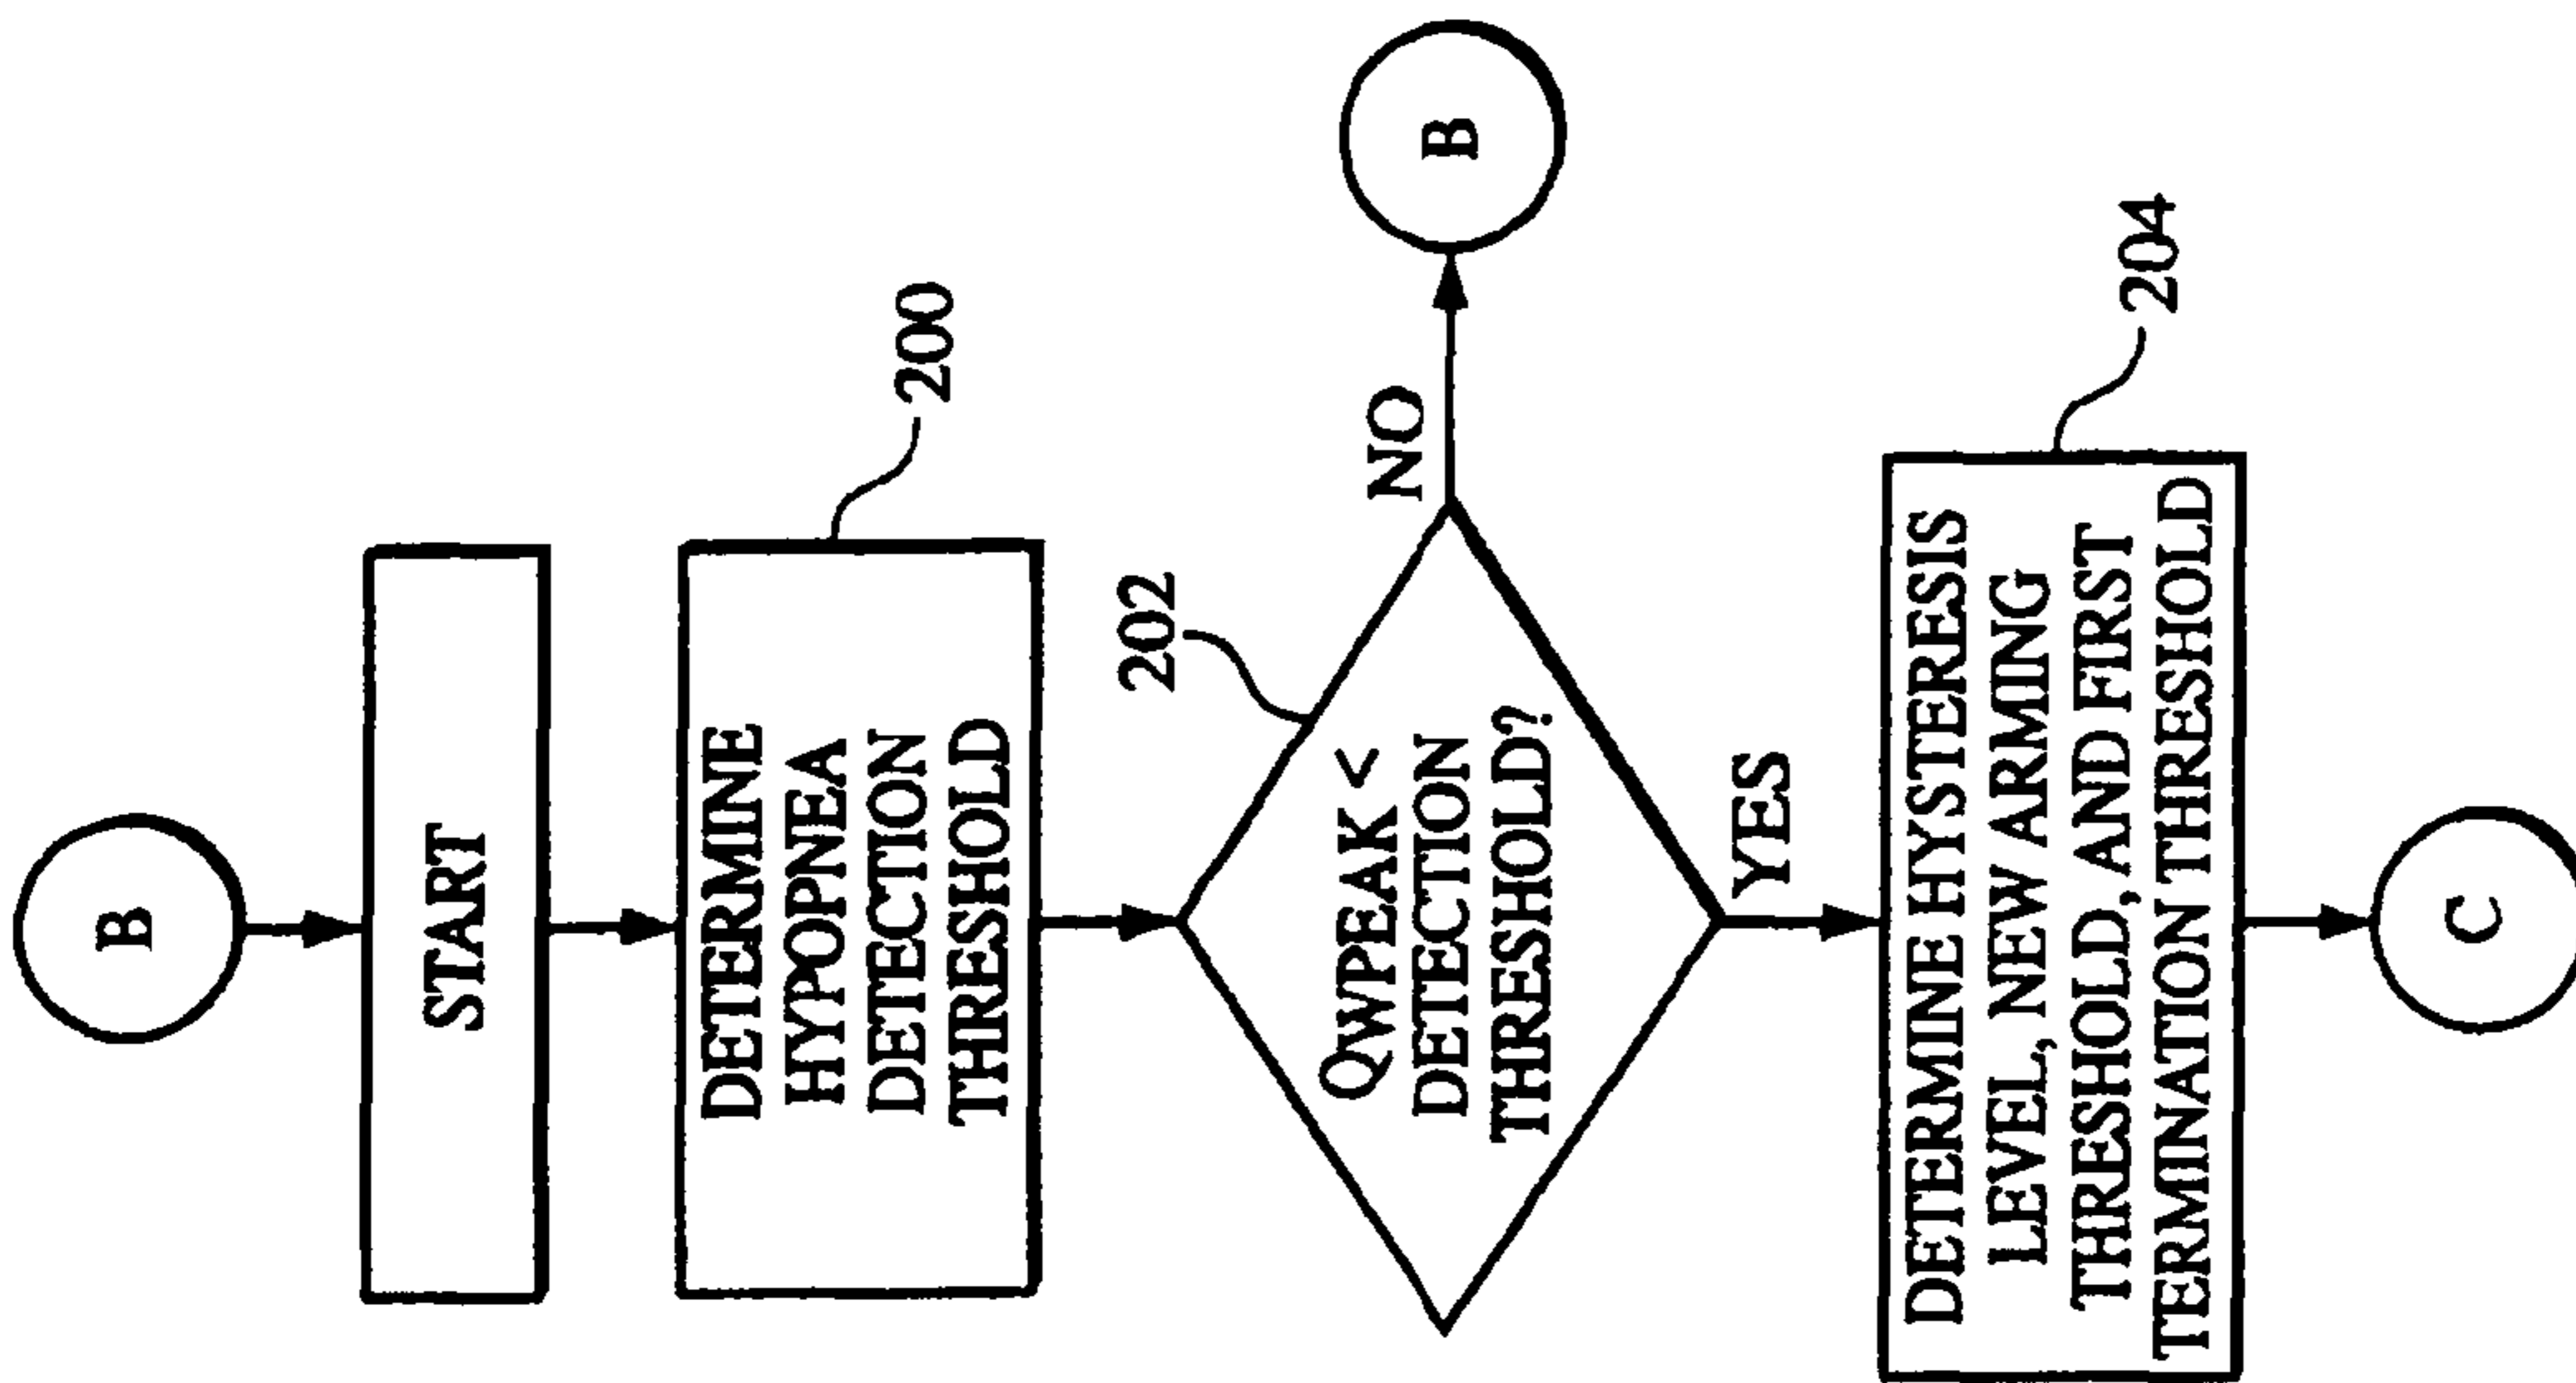 B
START
DETERMINE
HYPOPNEA
DETECTION
THRESHOLD
200
202
QWPEAK <
DETECTION
THRESHOLD?
NO
B
YES
DETERMINE HYSTERESIS
LEVEL, NEW ARMING
THRESHOLD, AND FIRST
TERMINATION THRESHOLD
204
C